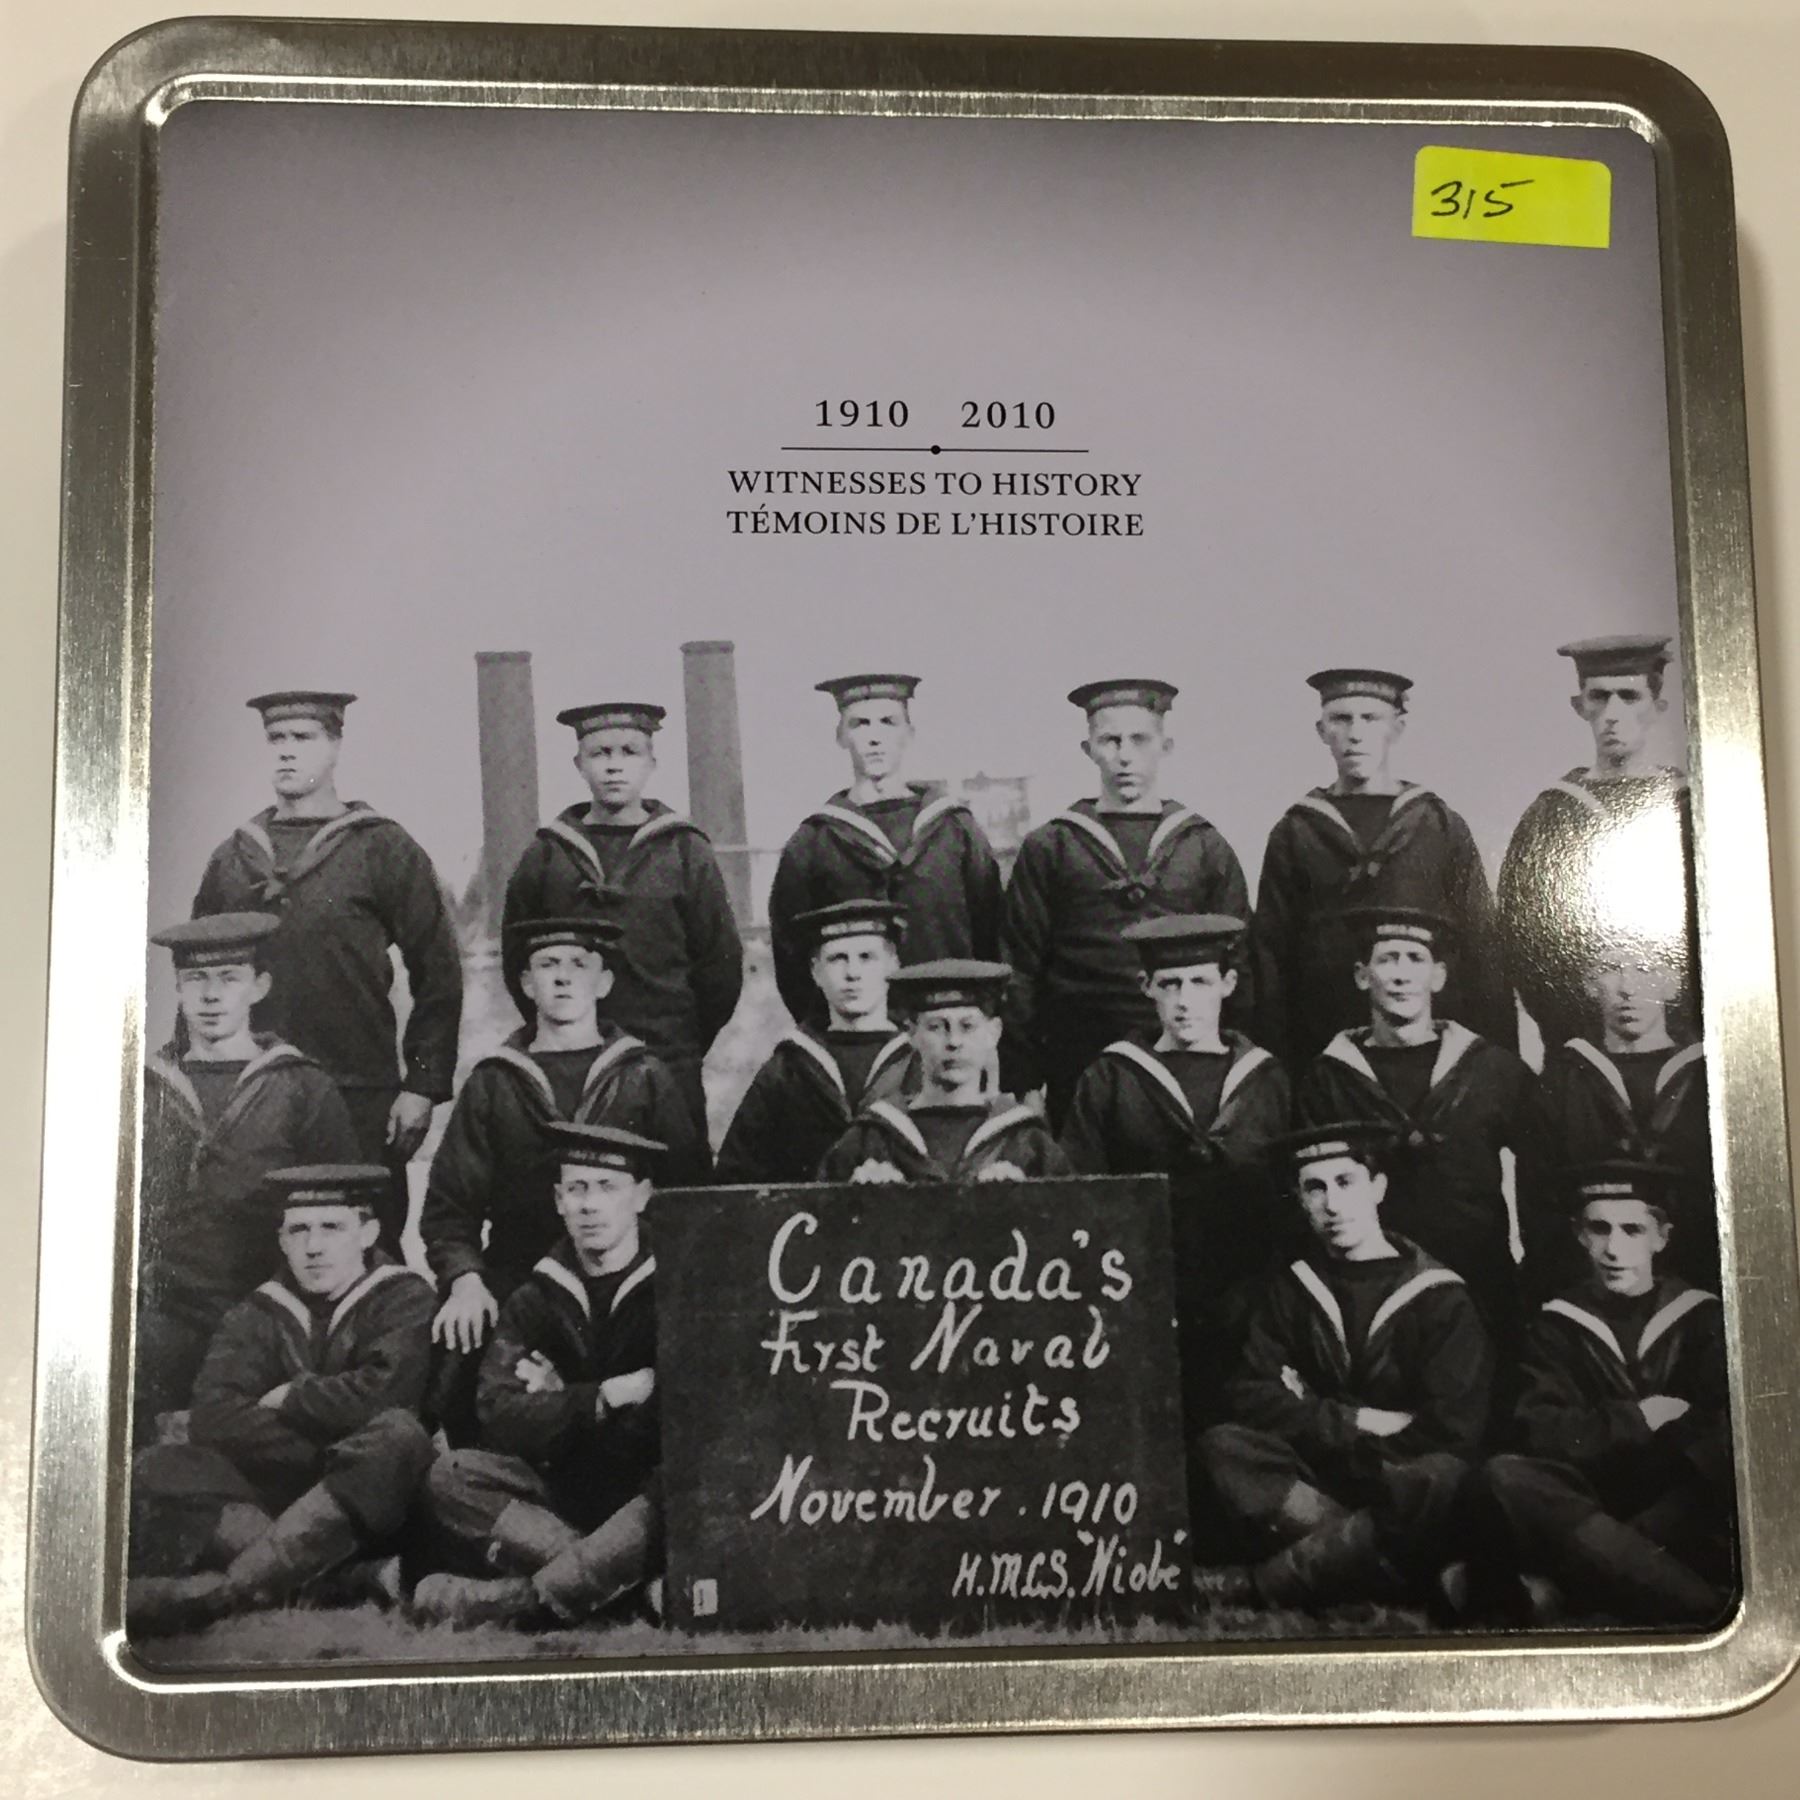 315
1910 2010
WITNESSES TO HISTORY
TÉMOINS DE L'HISTOIRE
Canada's
First Naval
Recruits
November. 1910
H.M.C.S. "Niobe"